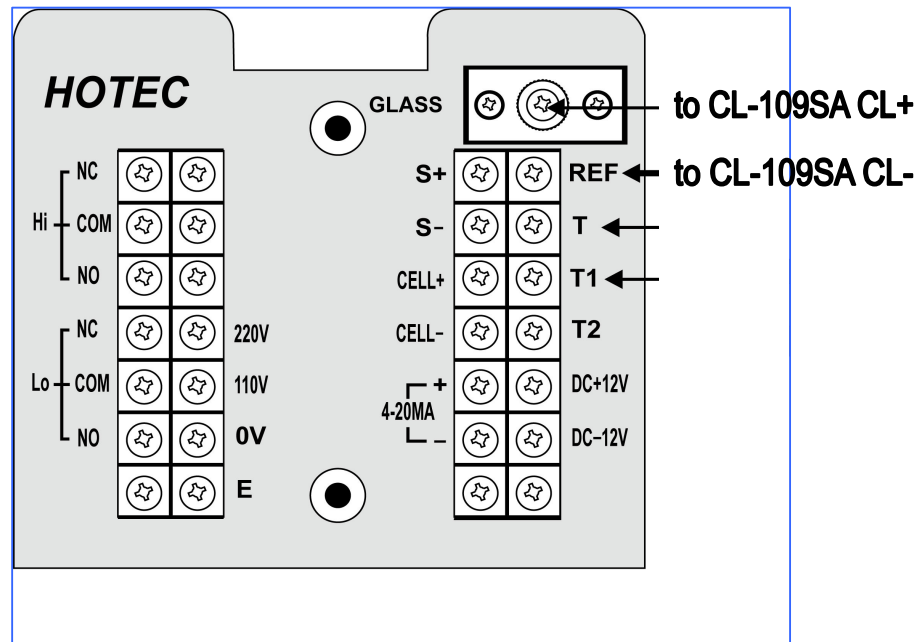 HOTEC
GLASS
to CL-109SA CL+
NC
S+
REF
to CL-109SA CL-
Hi
COM
S-
T
NO
CELL+
T1
NC
220V
CELL-
T2
Lo
COM
110V
4-20MA
+
DC+12V
NO
0V
-
DC-12V
E